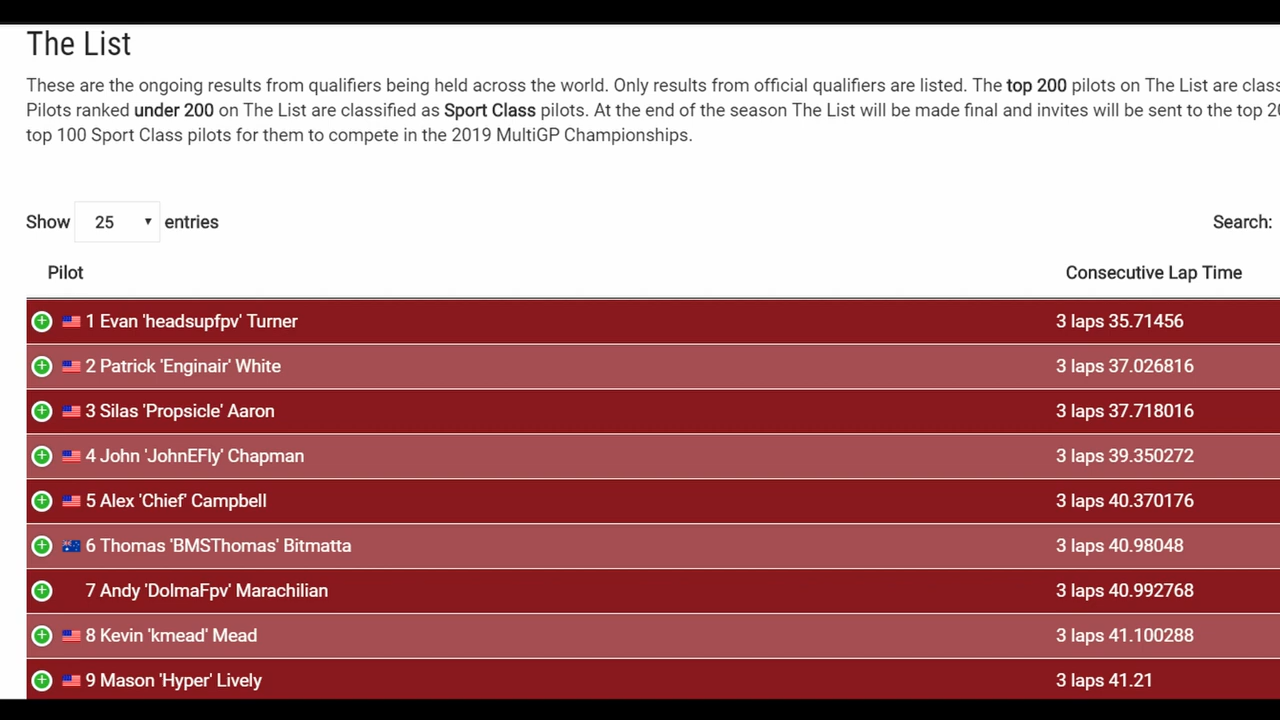 The List
These are the ongoing results from qualifiers being held across the world. Only results from official qualifiers are listed. The top 200 pilots on The List are
Pilots ranked under 200 on The List are classified as Sport Class pilots. At the end of the season The List will be made final and invites will be sent to the top
top 100 Sport Class pilots for them to compete in the 2019 MultiGP Championships.
Show 25 entries
Search:
Pilot Consecutive Lap Time
1 Evan 'headsupfpv' Turner 3 laps 35.71456
2 Patrick 'Enginair' White 3 laps 37.026816
3 Silas 'Propsicle' Aaron 3 laps 37.718016
4 John 'JohnEFly' Chapman 3 laps 39.350272
5 Alex 'Chief' Campbell 3 laps 40.370176
6 Thomas 'BMSThomas' Bitmatta 3 laps 40.98048
7 Andy 'DolmaFpv' Marachilian 3 laps 40.992768
8 Kevin 'kmead' Mead 3 laps 41.100288
9 Mason 'Hyper' Lively 3 laps 41.21